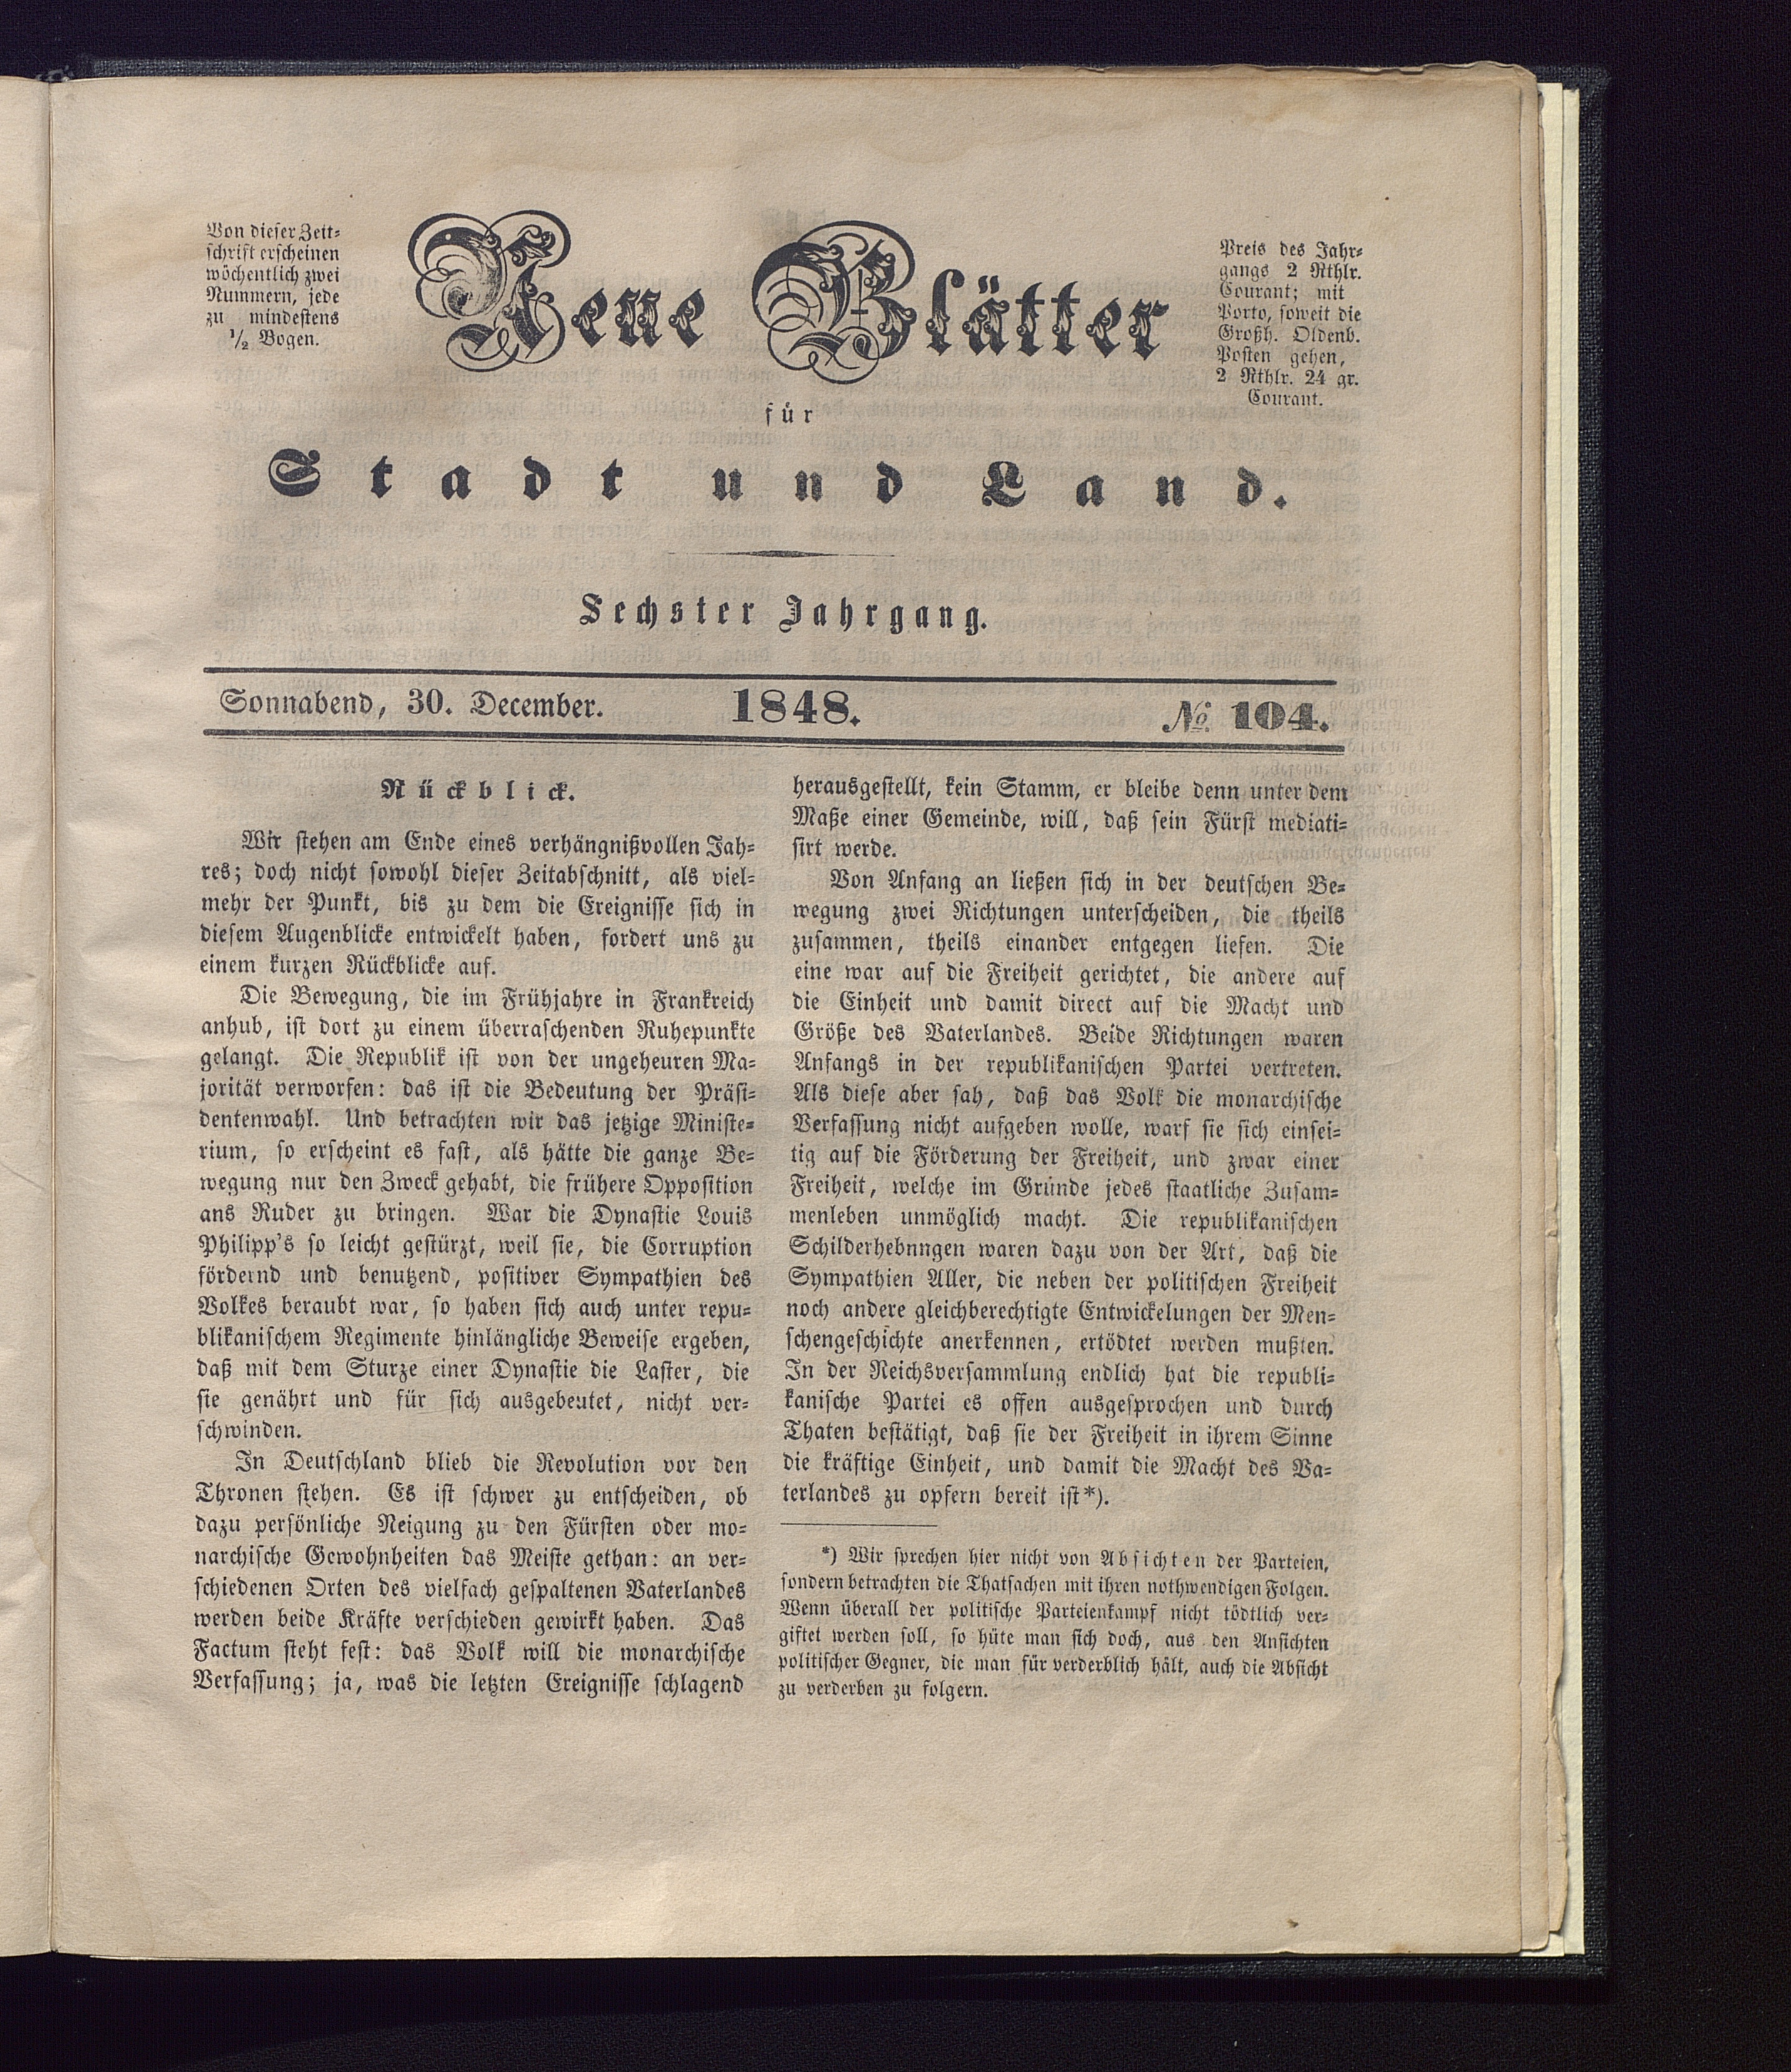 Von dieser Zeit-
schrift erscheinen
wöchentlich zwei
Nummern, jede
zu mindestens
½ Bogen.
Neue Blätter
für
Stadt und Land.
Preis des Jahr-
gangs 2 Rthlr.
Courant; mit
Porto, soweit die
Großh. Oldenb.
Posten gehen,
2 Rthlr. 24 gr.
Courant.
Sechster Jahrgang.
Sonnabend, 30. December. 1848. № 104.
Rückblick.
Wir stehen am Ende eines verhängnißvollen Jah-
res; doch nicht sowohl dieser Zeitabschnitt, als viel-
mehr der Punkt, bis zu dem die Ereignisse sich in
diesem Augenblicke entwickelt haben, fordert uns zu
einem kurzen Rückblicke auf.
Die Bewegung, die im Frühjahre in Frankreich
anhub, ist dort zu einem überraschenden Ruhepunkte
gelangt. Die Republik ist von der ungeheuren Ma-
jorität verworfen: das ist die Bedeutung der Präsi-
dentenwahl. Und betrachten wir das jetzige Ministe-
rium, so erscheint es fast, als hätte die ganze Be-
wegung nur den Zweck gehabt, die frühere Opposition
ans Ruder zu bringen. War die Dynastie Louis
Philipp's so leicht gestürzt, weil sie, die Corruption
fördernd und benutzend, positiver Sympathien des
Volkes beraubt war, so haben sich auch unter repu-
blikanischem Regimente hinlängliche Beweise ergeben,
daß mit dem Sturze einer Dynastie die Laster, die
sie genährt und für sich ausgebeutet, nicht ver-
schwinden.
In Deutschland blieb die Revolution vor den
Thronen stehen. Es ist schwer zu entscheiden, ob
dazu persönliche Neigung zu den Fürsten oder mo-
narchische Gewohnheiten das Meiste gethan: an ver-
schiedenen Orten des vielfach gespaltenen Vaterlandes
werden beide Kräfte verschieden gewirkt haben. Das
Factum steht fest: das Volk will die monarchische
Verfassung; ja, was die letzten Ereignisse schlagend
herausgestellt, kein Stamm, er bleibe denn unter dem
Maße einer Gemeinde, will, daß sein Fürst mediati-
sirt werde.
Von Anfang an ließen sich in der deutschen Be-
wegung zwei Richtungen unterscheiden, die theils
zusammen, theils einander entgegen liefen. Die
eine war auf die Freiheit gerichtet, die andere auf
die Einheit und damit direct auf die Macht und
Größe des Vaterlandes. Beide Richtungen waren
Anfangs in der republikanischen Partei vertreten.
Als diese aber sah, daß das Volk die monarchische
Verfassung nicht aufgeben wolle, warf sie sich einsei-
tig auf die Förderung der Freiheit, und zwar einer
Freiheit, welche im Grunde jedes staatliche Zusam-
menleben unmöglich macht. Die republikanischen
Schilderhebnngen waren dazu von der Art, daß die
Sympathien Aller, die neben der politischen Freiheit
noch andere gleichberechtigte Entwickelungen der Men-
schengeschichte anerkennen, ertödtet werden mußten.
In der Reichsversammlung endlich hat die republi-
kanische Partei es offen ausgesprochen und durch
Thaten bestätigt, daß sie der Freiheit in ihrem Sinne
die kräftige Einheit, und damit die Macht des Va-
terlandes zu opfern bereit ist*).
*) Wir sprechen hier nicht von Absichten der Parteien,
sondern betrachten die Thatsachen mit ihren nothwendigen Folgen.
Wenn überall der politische Parteienkampf nicht tödtlich ver-
giftet werden soll, so hüte man sich doch, aus den Ansichten
politischer Gegner, die man für verderblich hält, auch die Absicht
zu verderben zu folgern.